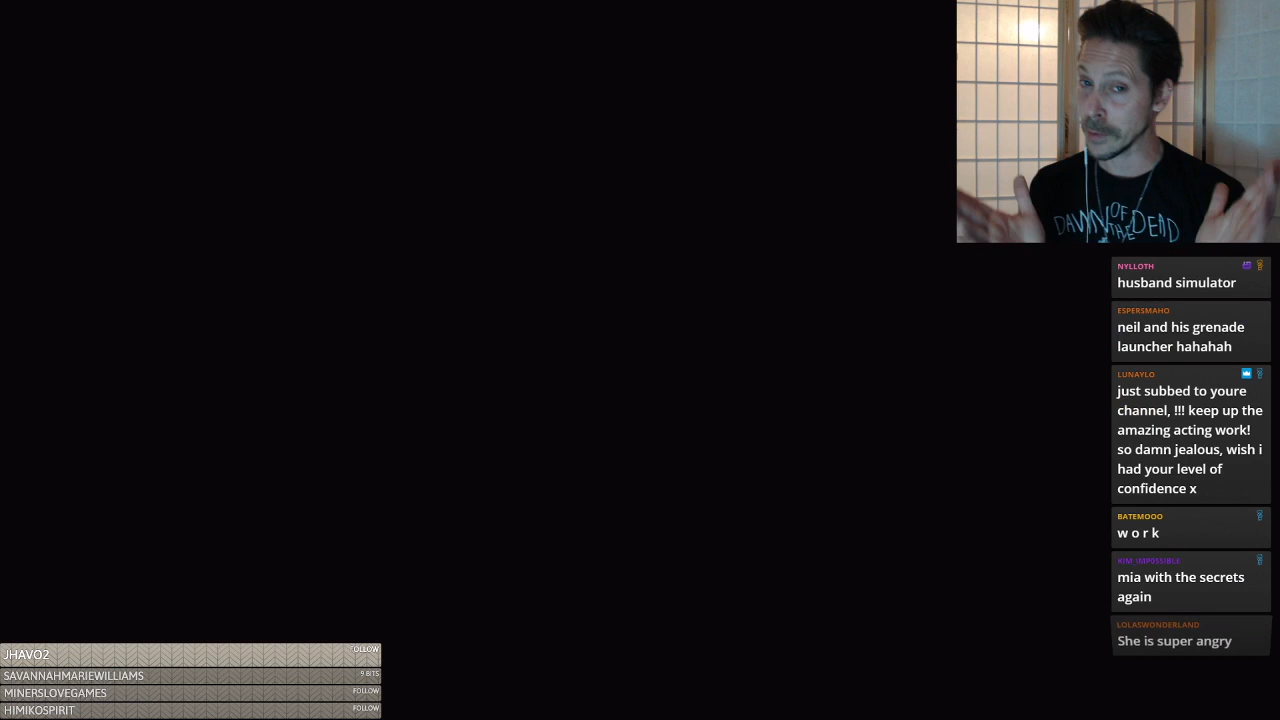 DAWN OF THE DEAD
NYLLOTH
husband simulator
ESPERSMAHO
neil and his grenade
launcher hahahah
LUNAYLO
just subbed to youre
channel, !!! keep up the
amazing acting work!
so damn jealous, wish i
had your level of
confidence x
BATEMOOO
w o r k
KIM_IMPOSSIBLE
mia with the secrets
again
LOLASWONDERLAND
She is super angry
JHAVO2 FOLLOW
SAVANNAHMARIEWILLIAMS 9 BITS
MINERSLOVEGAMES FOLLOW
HIMIKOSPIRIT FOLLOW